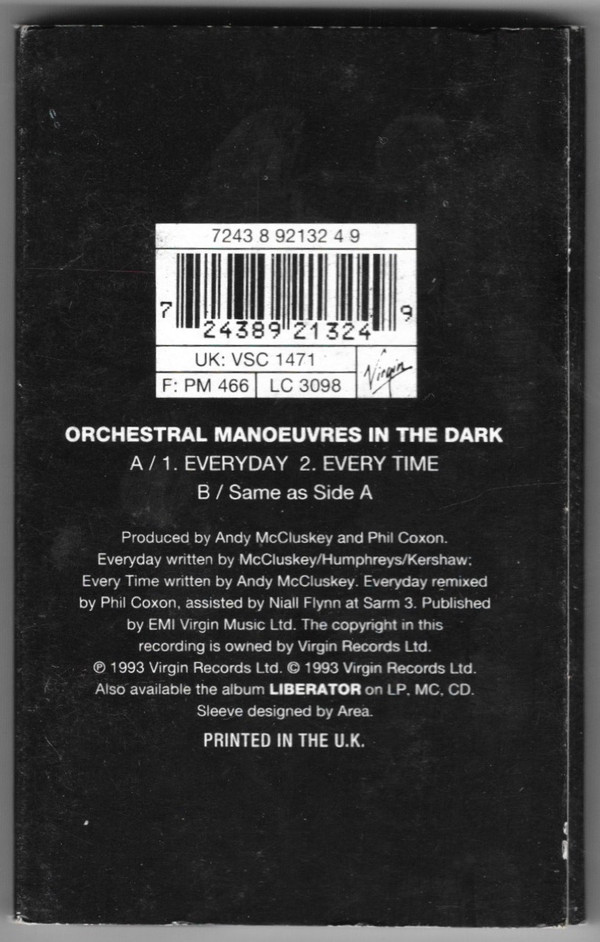 7243 8 92132 4 9
7 24389 21324 9
UK: VSC 1471
F: PM 466 LC 3098
Virgin
ORCHESTRAL MANOEUVRES IN THE DARK
A / 1. EVERYDAY 2. EVERY TIME
B / Same as Side A
Produced by Andy McCluskey and Phil Coxon.
Everyday written by McCluskey/Humphreys/Kershaw:
Every Time written by Andy McCluskey. Everyday remixed
by Phil Coxon, assisted by Niall Flynn at Sarm 3. Published
by EMI Virgin Music Ltd. The copyright in this
recording is owned by Virgin Records Ltd.
℗ 1993 Virgin Records Ltd. © 1993 Virgin Records Ltd.
Also available the album LIBERATOR on LP, MC, CD.
Sleeve designed by Area.
PRINTED IN THE U.K.